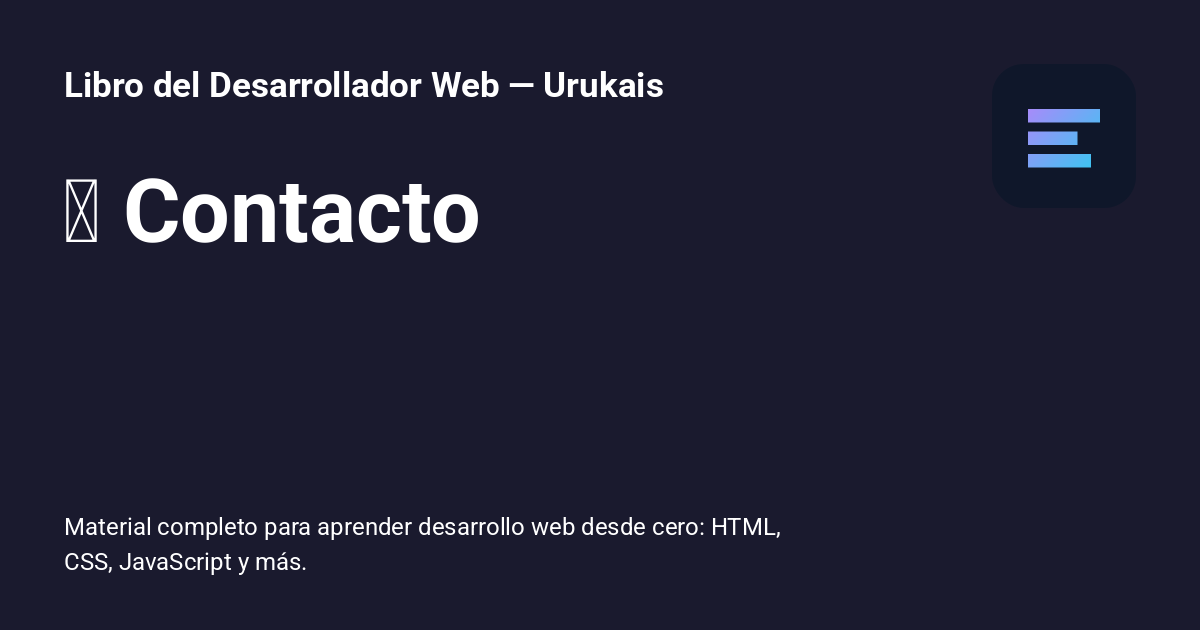 Libro del Desarrollador Web — Urukais
Contacto
Material completo para aprender desarrollo web desde cero: HTML,
CSS, JavaScript y más.